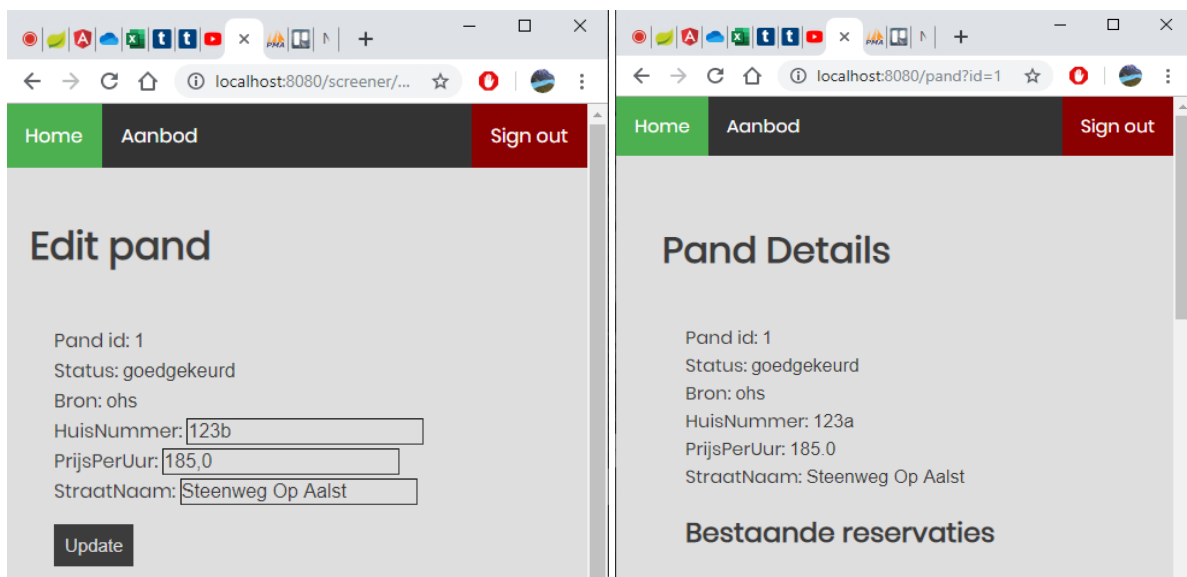 localhost:8080/screener/...
Home Aanbod Sign out
Edit pand
Pand id: 1
Status: goedgekeurd
Bron: ohs
HuisNummer: 123b
PrijsPerUur: 185,0
StraatNaam: Steenweg Op Aalst
Update
localhost:8080/pand?id=1
Home Aanbod Sign out
Pand Details
Pand id: 1
Status: goedgekeurd
Bron: ohs
HuisNummer: 123a
PrijsPerUur: 185.0
StraatNaam: Steenweg Op Aalst
Bestaande reservaties